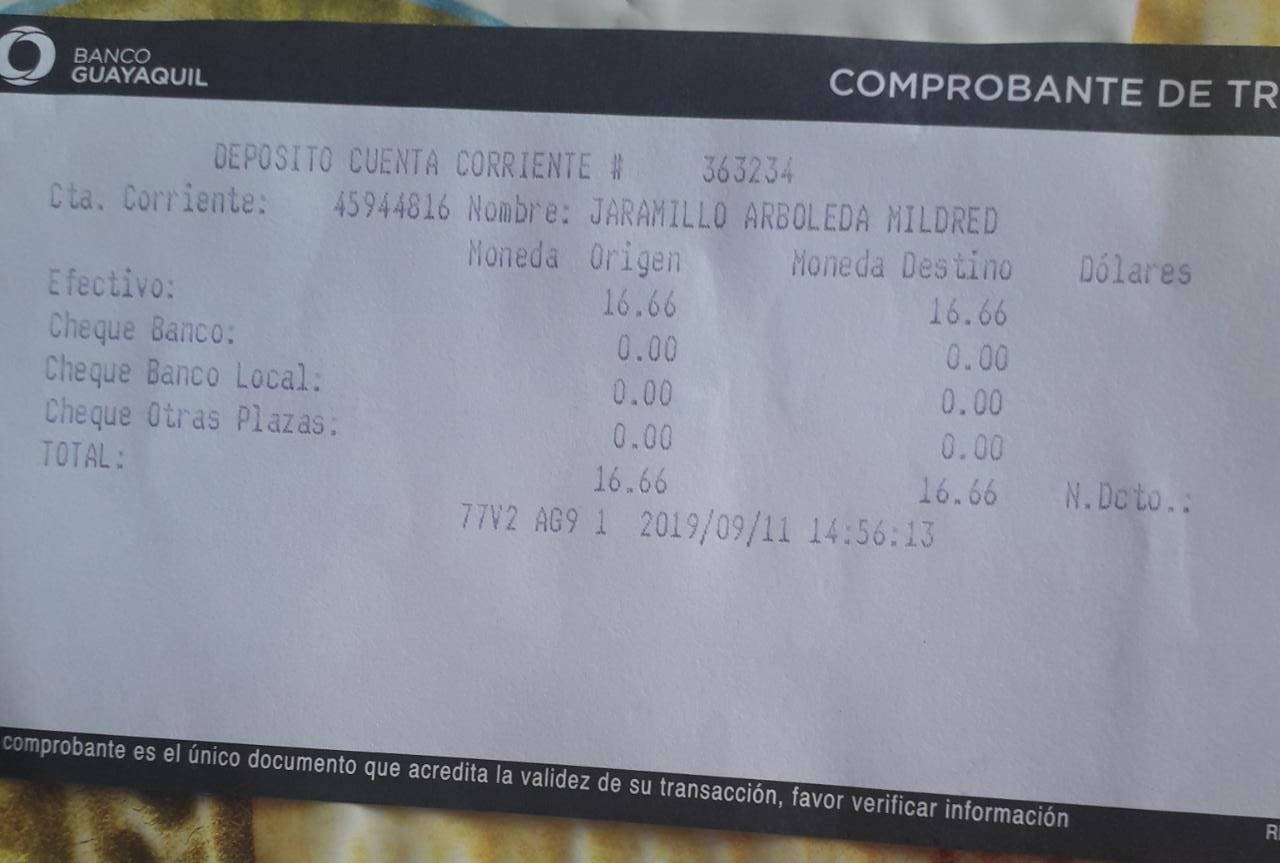 BANCO
GUAYAQUIL
COMPROBANTE DE TR
DEPOSITO CUENTA CORRIENTE # 363234
Cta. Corriente: 45944816 Nombre: JARAMILLO ARBOLEDA MILDRED
Moneda Origen Moneda Destino Dólares
Efectivo: 16.66 16.66
Cheque Banco: 0.00 0.00
Cheque Banco Local: 0.00 0.00
Cheque Otras Plazas: 0.00 0.00
TOTAL: 16.66 16.66 N.Dcto.:
77V2 AG9 1 2019/09/11 14:56:13
comprobante es el único documento que acredita la validez de su transacción, favor verificar información